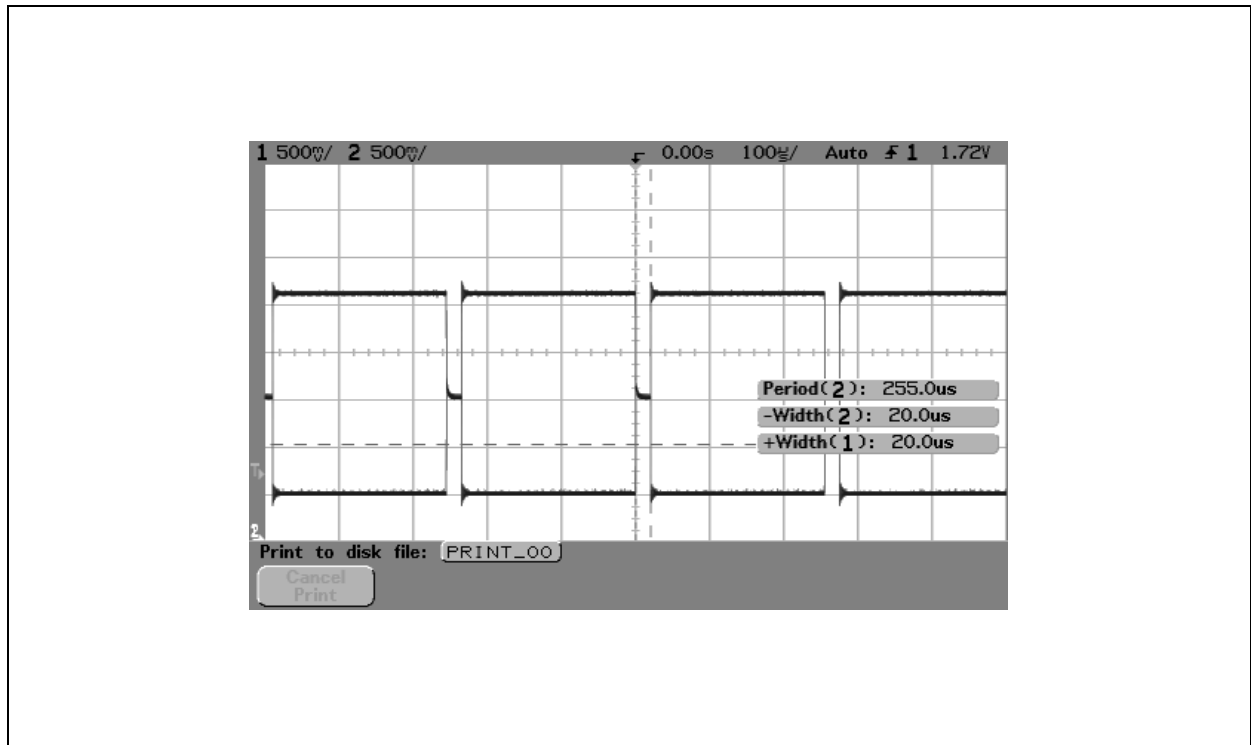 1 500mV/ 2 500mV/ 0.00s 100us/ Auto 1 1.72V
Period(2): 255.0us
-Width(2): 20.0us
+Width(1): 20.0us
T
2
Print to disk file: PRINT_00
Cancel
Print